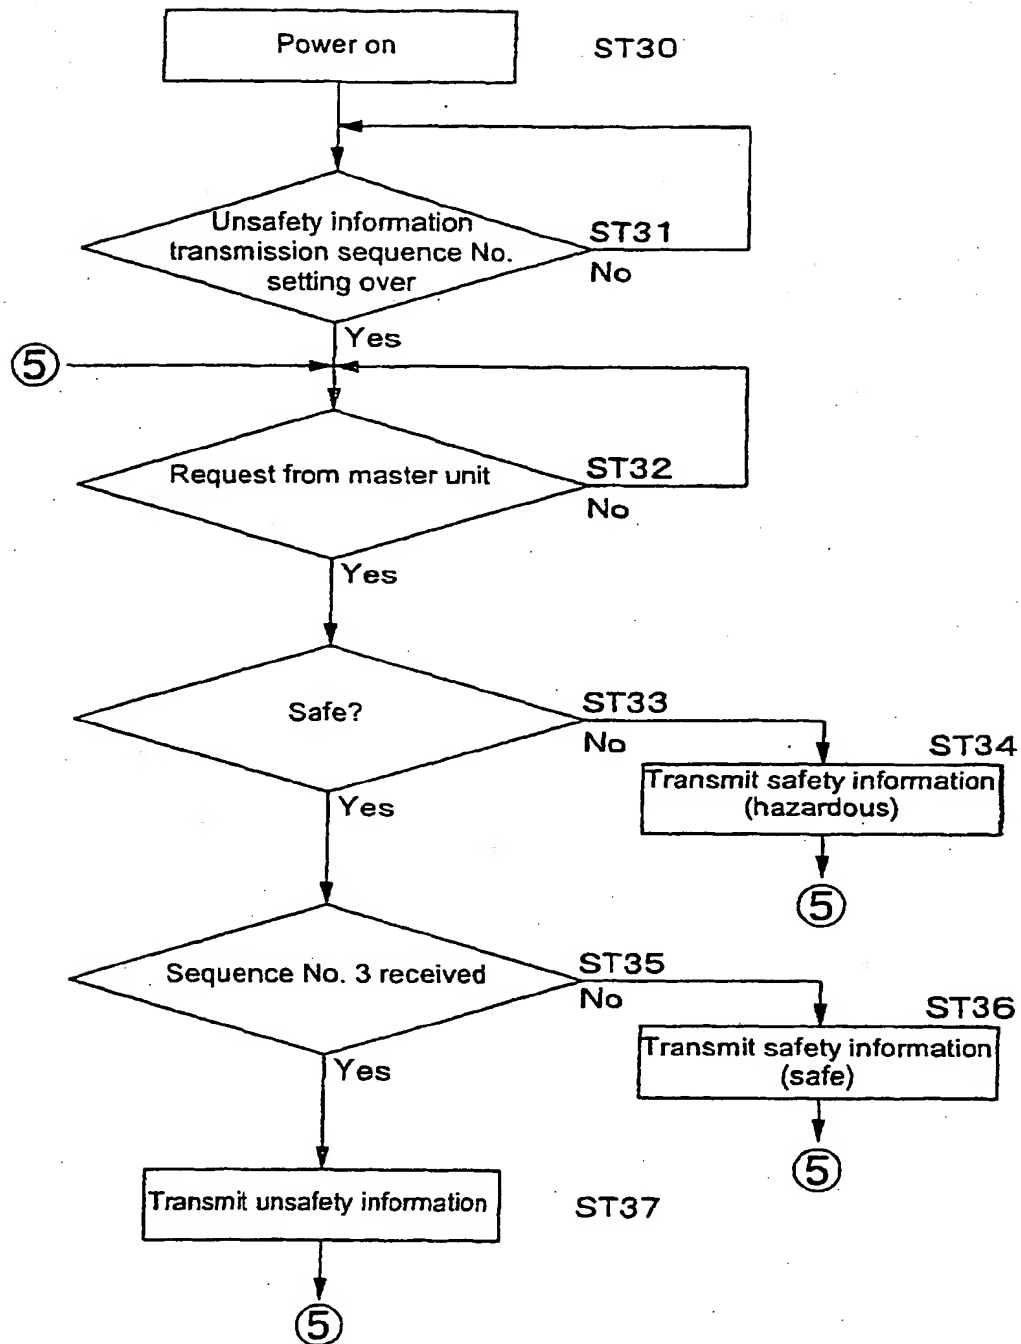 Power on
ST30
Unsafety information
transmission sequence No.
setting over
ST31
No
Yes
⑤
Request from master unit
ST32
No
Yes
Safe?
ST33
No
ST34
Transmit safety information
(hazardous)
⑤
Yes
Sequence No. 3 received
ST35
No
ST36
Transmit safety information
(safe)
⑤
Yes
Transmit unsafety information
ST37
⑤